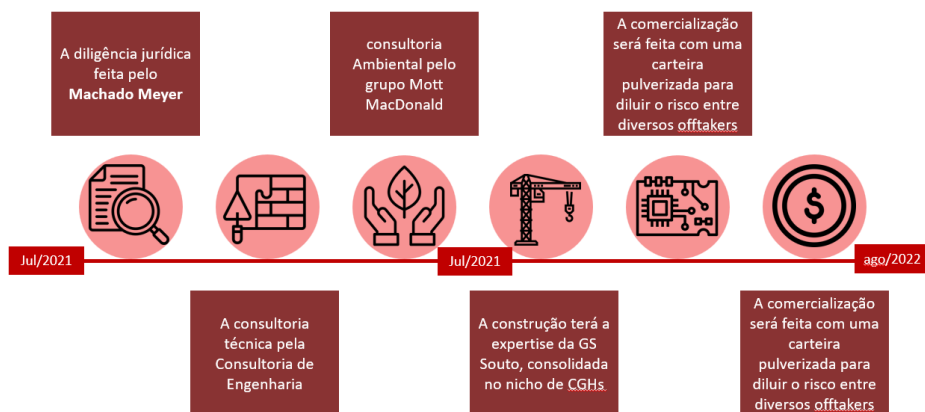 A diligência jurídica
feita pelo
Machado Meyer
consultoria
Ambiental pelo
grupo Mott
MacDonald
A comercialização
será feita com uma
carteira
pulverizada para
diluir o risco entre
diversos offtakers
Jul/2021
Jul/2021
ago/2022
A consultoria
técnica pela
Consultoria de
Engenharia
A construção terá a
expertise da GS
Souto, consolidada
no nicho de CGHs
A comercialização
será feita com uma
carteira
pulverizada para
diluir o risco entre
diversos offtakers